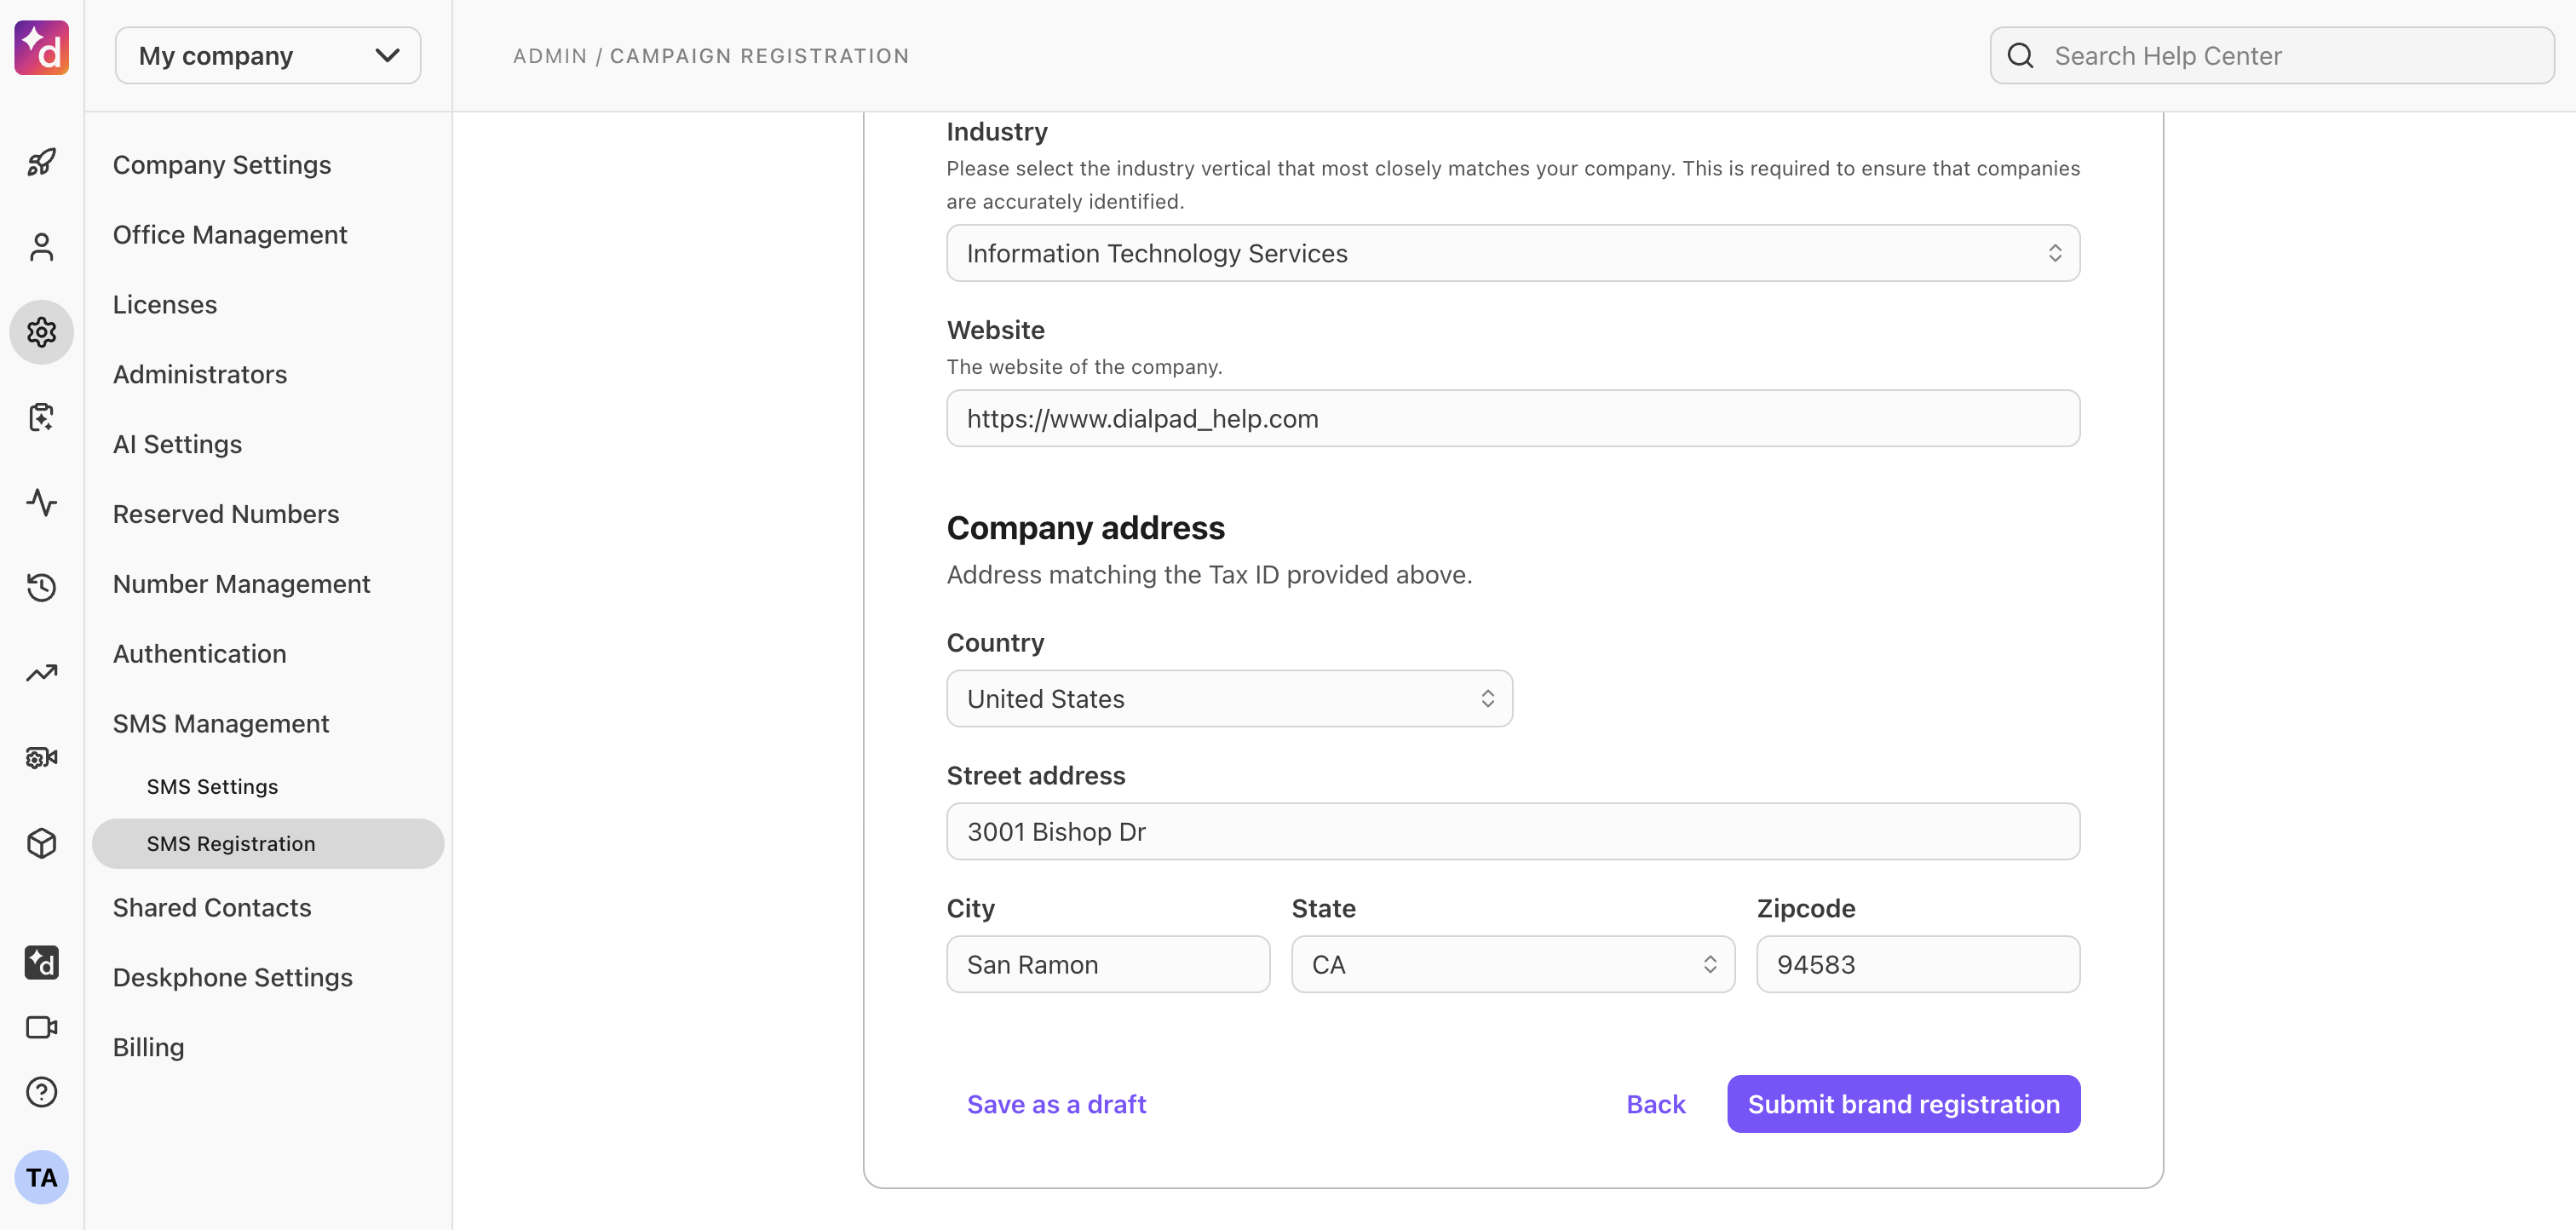 d
My company
ADMIN / CAMPAIGN REGISTRATION
Search Help Center
Company Settings
Office Management
Licenses
Administrators
AI Settings
Reserved Numbers
Number Management
Authentication
SMS Management
SMS Settings
SMS Registration
Shared Contacts
Deskphone Settings
Billing
d
TA
Industry
Please select the industry vertical that most closely matches your company. This is required to ensure that companies
are accurately identified.
Information Technology Services
Website
The website of the company.
https://www.dialpad_help.com
Company address
Address matching the Tax ID provided above.
Country
United States
Street address
3001 Bishop Dr
City State Zipcode
San Ramon CA 94583
Save as a draft Back Submit brand registration